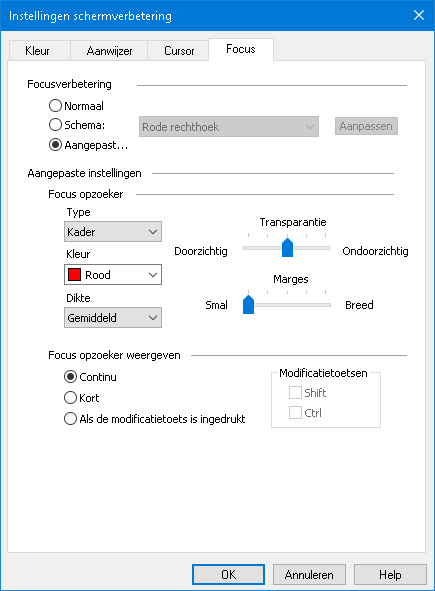 Instellingen schermverbetering
Kleur Aanwijzer Cursor Focus
Focusverbetering
Normaal
Schema: Rode rechthoek Aanpassen
Aangepast...
Aangepaste instellingen
Focus opzoeker
Type
Kader
Kleur
Rood
Dikte
Gemiddeld
Transparantie
Doorzichtig Ondoorzichtig
Marges
Smal Breed
Focus opzoeker weergeven
Continu
Kort
Als de modificatietoets is ingedrukt
Modificatietoetsen
Shift
Ctrl
OK Annuleren Help